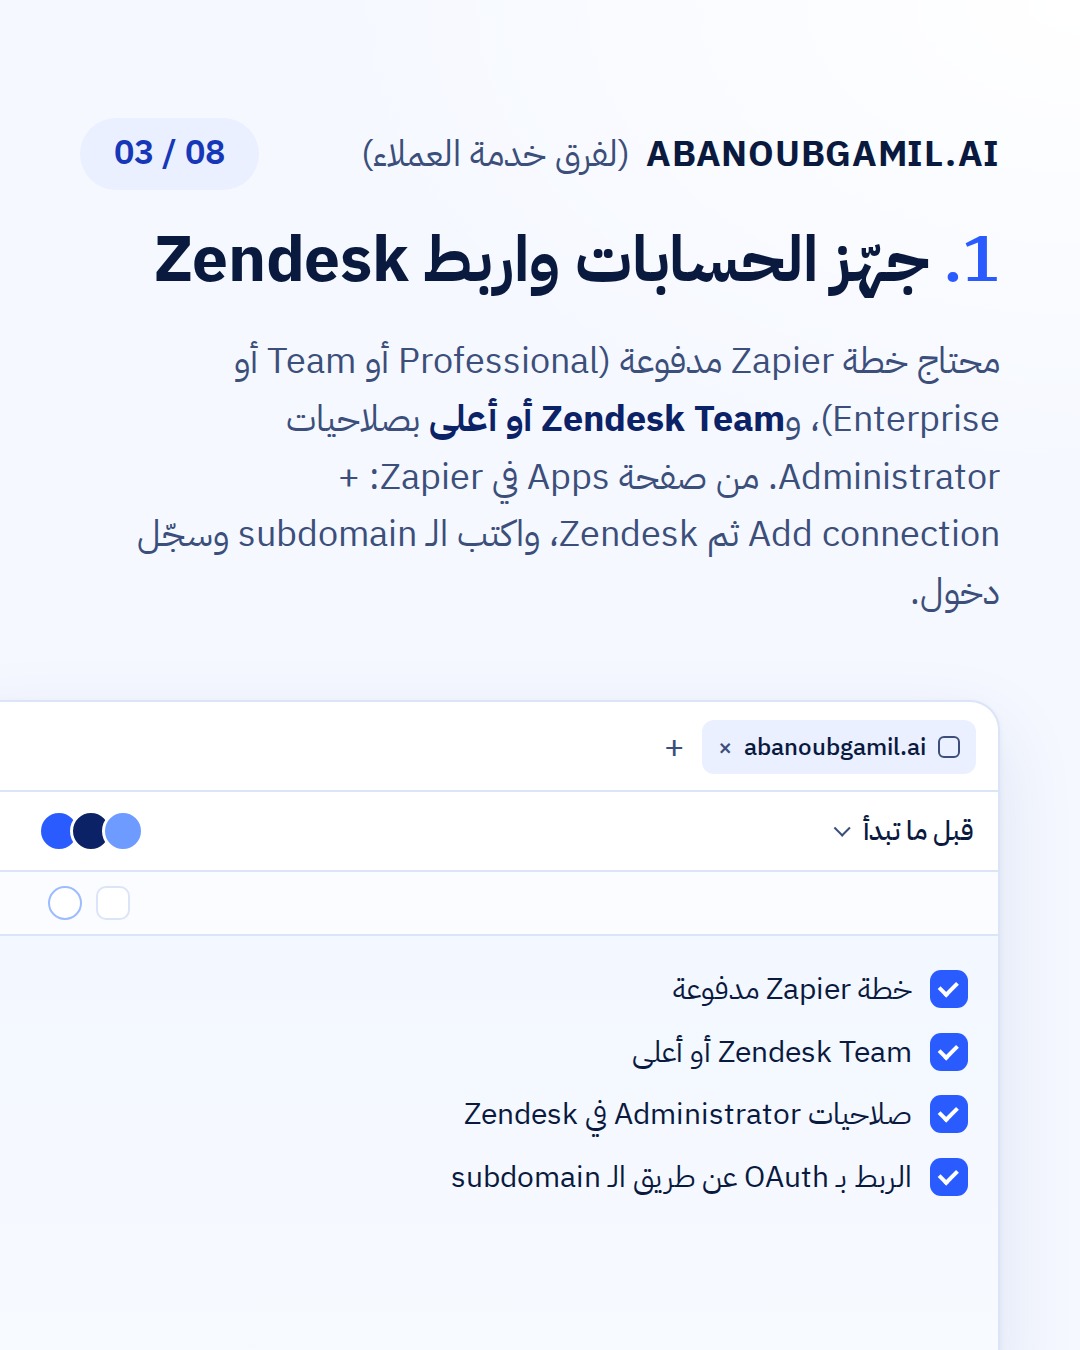 ABANOUBGAMIL.AI (لفرق خدمة العملاء)
03 / 08
1. جهّز الحسابات واربط Zendesk
محتاج خطة Zapier مدفوعة (Professional أو Team أو
Enterprise)، وZendesk Team أو أعلى بصلاحيات
Administrator. من صفحة Apps في Zapier: +
Add connection ثم Zendesk، واكتب الـ subdomain وسجّل
دخول.
abanoubgamil.ai × +
قبل ما تبدأ
خطة Zapier مدفوعة
Zendesk Team أو أعلى
صلاحيات Administrator في Zendesk
الربط بـ OAuth عن طريق الـ subdomain